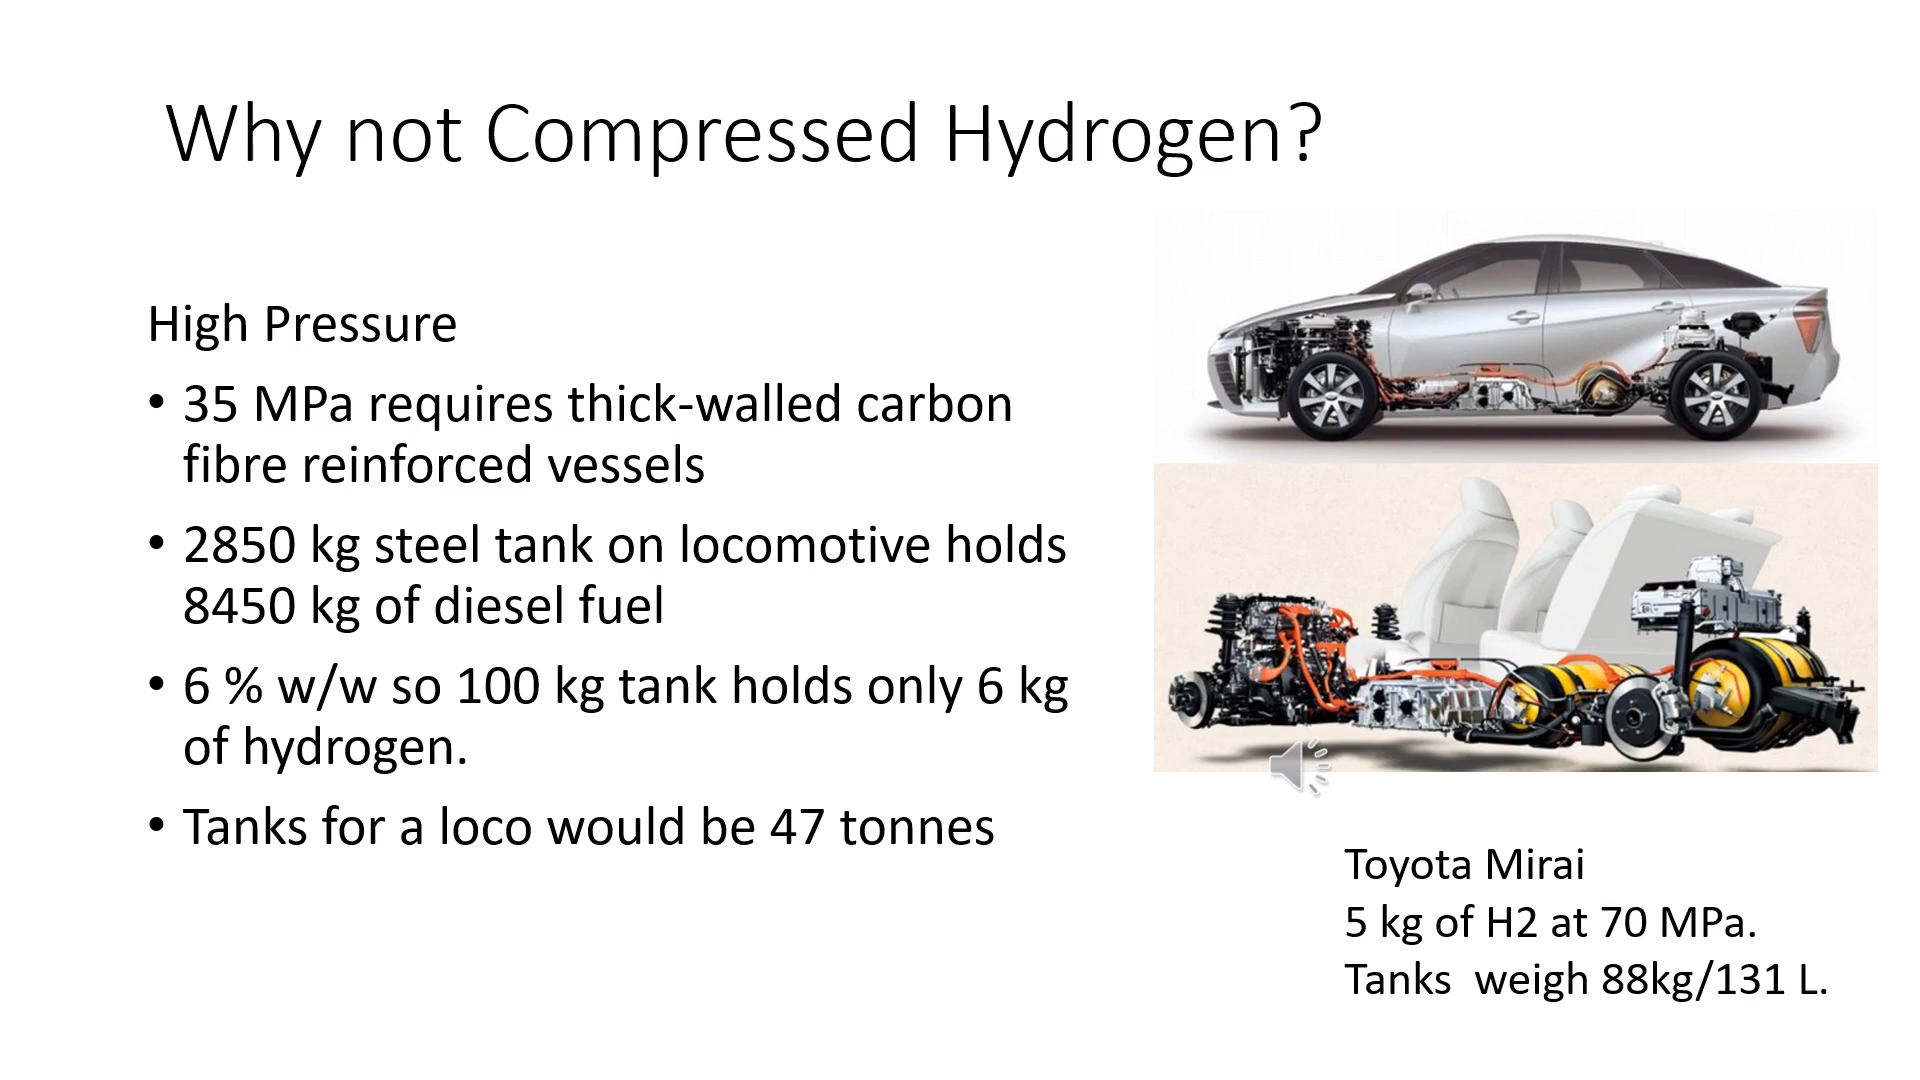 Why not Compressed Hydrogen?
High Pressure
• 35 MPa requires thick-walled carbon
fibre reinforced vessels
• 2850 kg steel tank on locomotive holds
8450 kg of diesel fuel
• 6 % w/w so 100 kg tank holds only 6 kg
of hydrogen.
• Tanks for a loco would be 47 tonnes
Toyota Mirai
5 kg of H2 at 70 MPa.
Tanks  weigh 88kg/131 L.